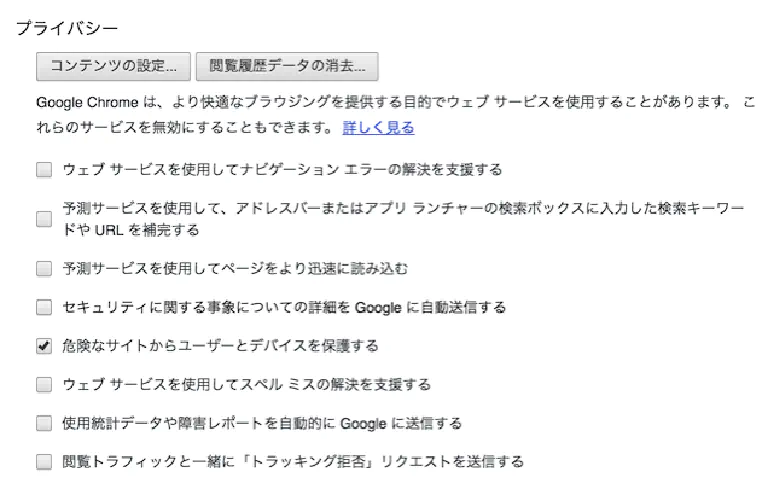 プライバシー
コンテンツの設定... 閲覧履歴データの消去...
Google Chrome は、より快適なブラウジングを提供する目的でウェブ サービスを使用することがあります。 こ
れらのサービスを無効にすることもできます。 詳しく見る
ウェブ サービスを使用してナビゲーション エラーの解決を支援する
予測サービスを使用して、アドレスバーまたはアプリ ランチャーの検索ボックスに入力した検索キーワー
ドや URL を補完する
予測サービスを使用してページをより迅速に読み込む
セキュリティに関する事象についての詳細を Google に自動送信する
危険なサイトからユーザーとデバイスを保護する
ウェブ サービスを使用してスペル ミスの解決を支援する
使用統計データや障害レポートを自動的に Google に送信する
閲覧トラフィックと一緒に「トラッキング拒否」リクエストを送信する